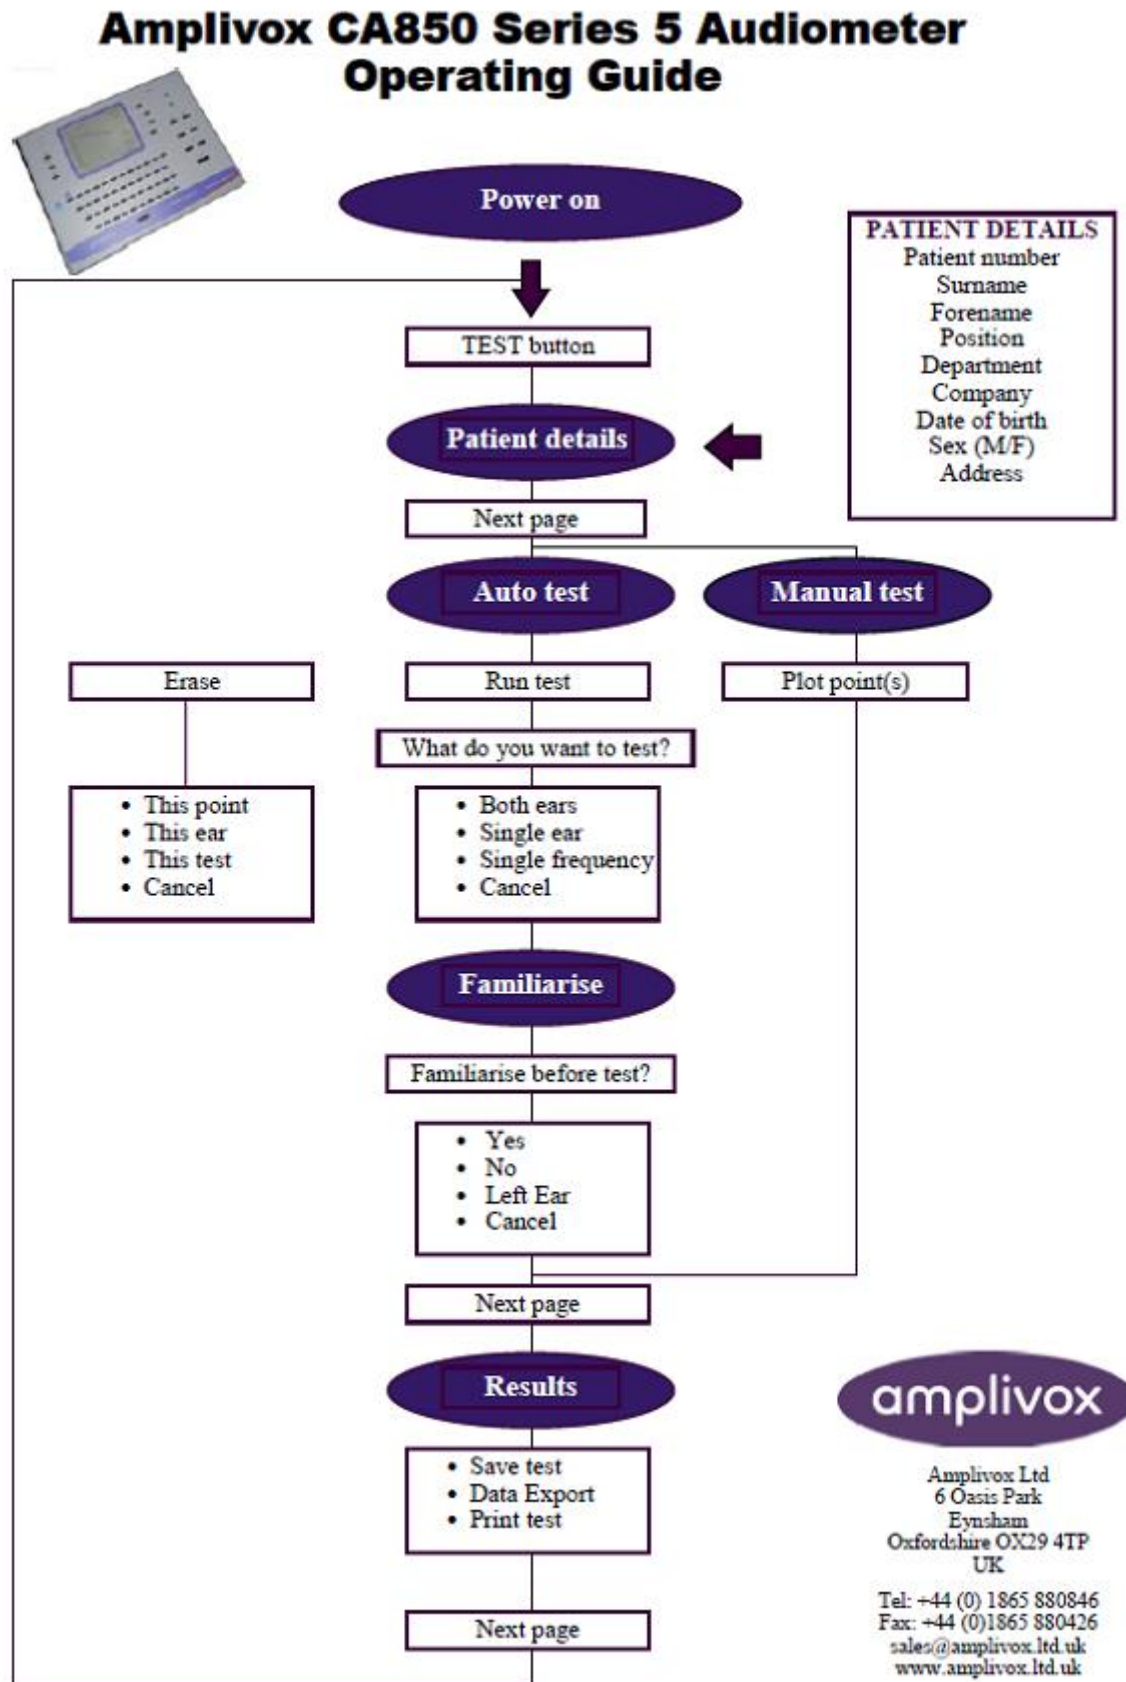 Amplivox CA850 Series 5 Audiometer
Operating Guide
Power on
PATIENT DETAILS
Patient number
Surname
Forename
Position
Department
Company
Date of birth
Sex (M/F)
Address
TEST button
Patient details
Next page
Auto test
Manual test
Erase
Run test
Plot point(s)
What do you want to test?
• This point
• This ear
• This test
• Cancel
• Both ears
• Single ear
• Single frequency
• Cancel
Familiarise
Familiarise before test?
• Yes
• No
• Left Ear
• Cancel
Next page
Results
• Save test
• Data Export
• Print test
Next page
amplivox
Amplivox Ltd
6 Oasis Park
Eynsham
Oxfordshire OX29 4TP
UK
Tel: +44 (0) 1865 880846
Fax: +44 (0)1865 880426
sales@amplivox.ltd.uk
www.amplivox.ltd.uk